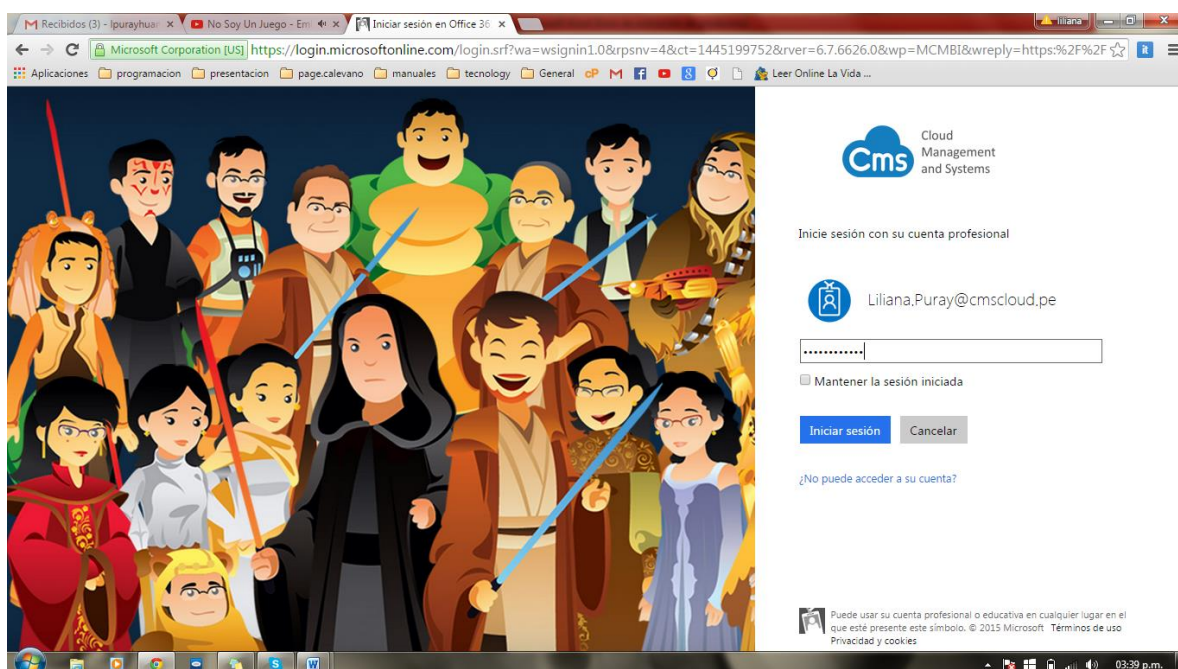 Recibidos (3) - lpurayhuar
No Soy Un Juego - Emi
Iniciar sesión en Office 36
liliana
Microsoft Corporation [US] https://login.microsoftonline.com/login.srf?wa=wsignin1.0&rpsnv=4&ct=1445199752&rver=6.7.6626.0&wp=MCMBI&wreply=https:%2F%2F
Aplicaciones programacion presentacion page.calevano manuales tecnology General cP Leer Online La Vida ...
Cms
Cloud
Management
and Systems
Inicie sesión con su cuenta profesional
Liliana.Puray@cmscloud.pe
Mantener la sesión iniciada
Iniciar sesión Cancelar
¿No puede acceder a su cuenta?
Puede usar su cuenta profesional o educativa en cualquier lugar en el
que esté presente este símbolo. © 2015 Microsoft Términos de uso
Privacidad y cookies
03:39 p.m.